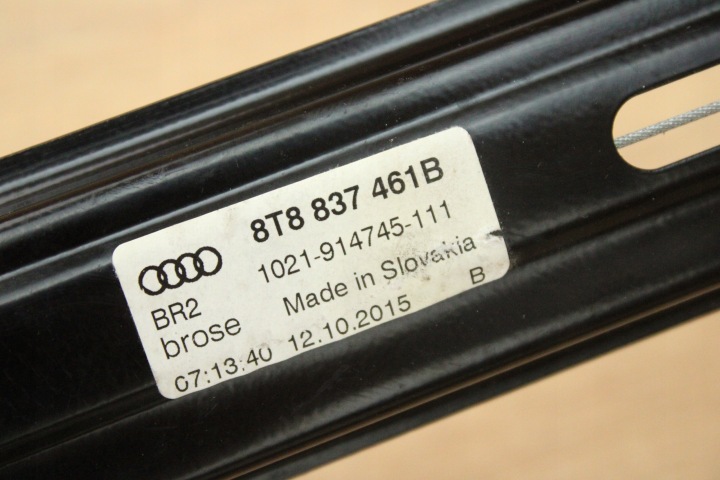 8T8 837 461B
1021-914745-111
BR2
Made in Slovakia
brose
B
07:13:40 12.10.2015